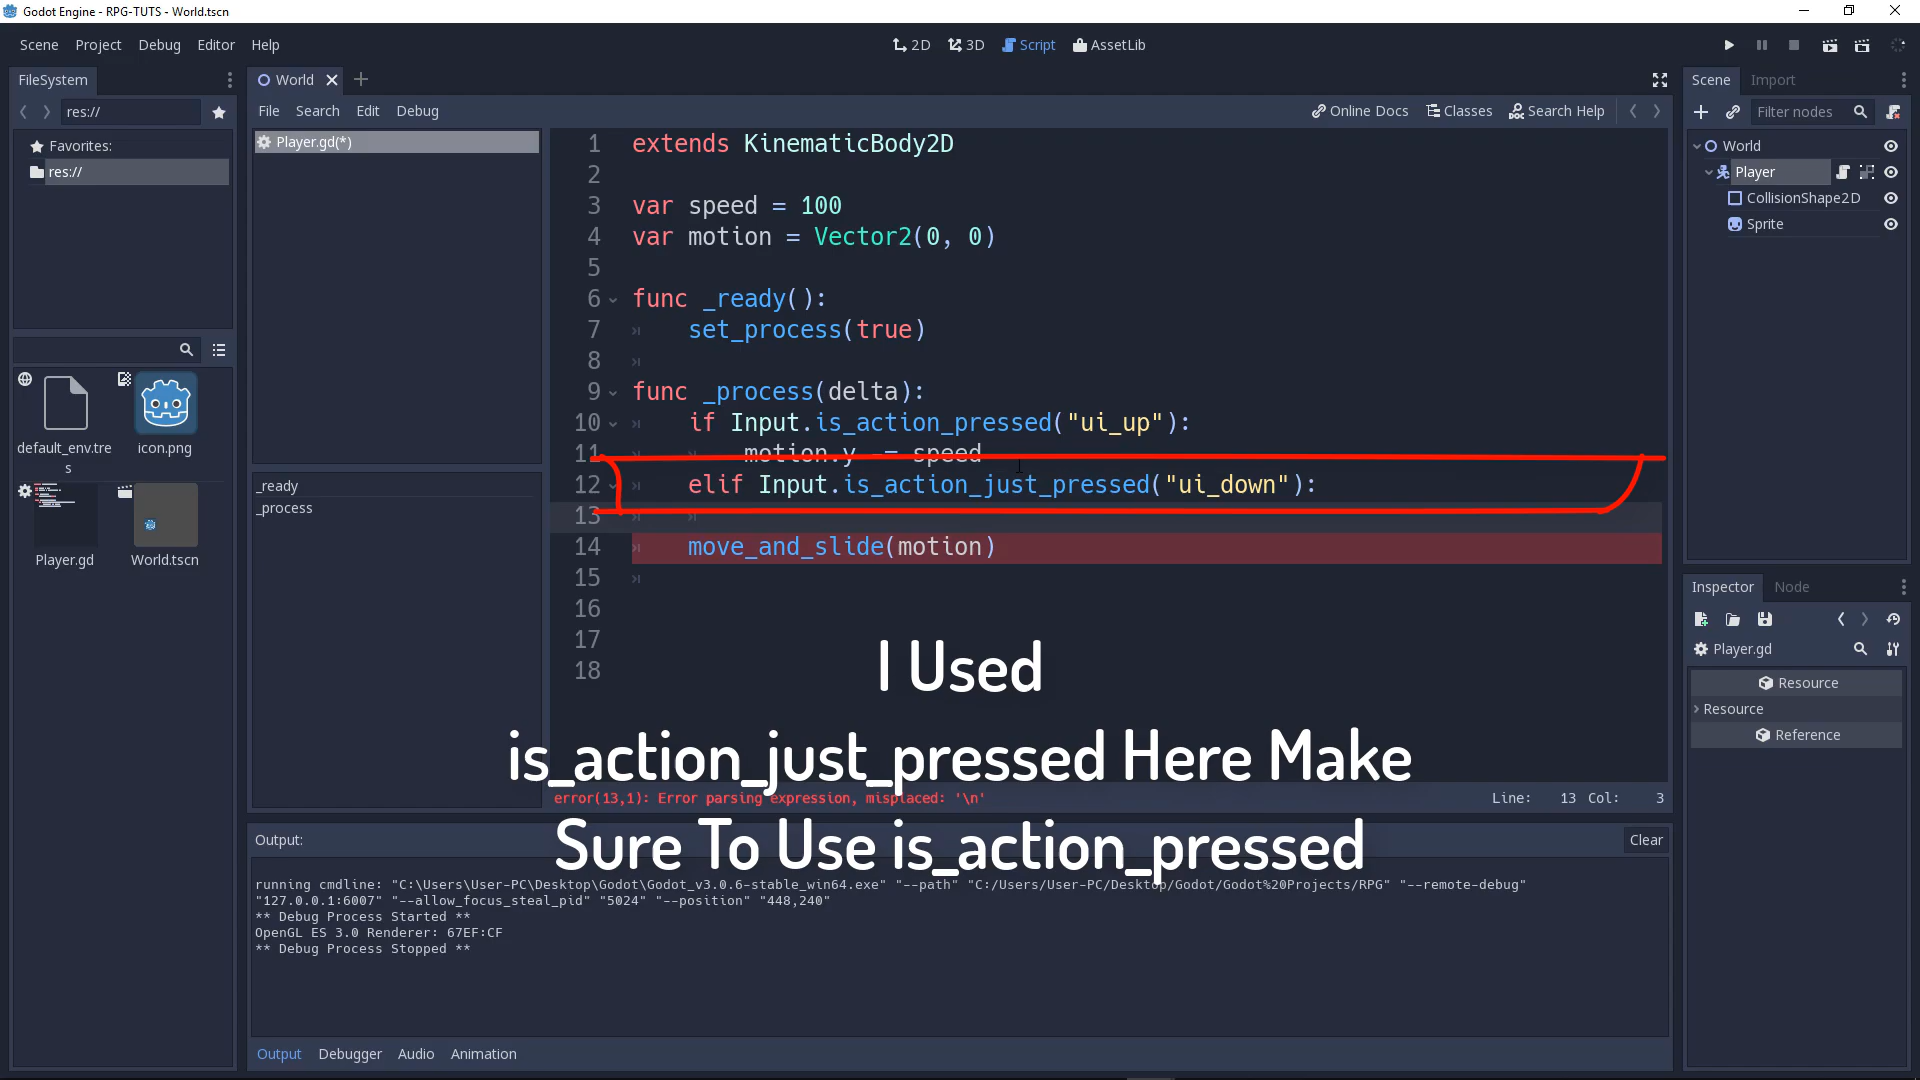 Godot Engine - RPG-TUTS - World.tscn
Scene Project Debug Editor Help
2D 3D Script AssetLib
FileSystem
res://
Favorites:
res://
default_env.tres
icon.png
Player.gd
World.tscn
World
File Search Edit Debug
Online Docs Classes Search Help
Player.gd(*)
_ready
_process
1 extends KinematicBody2D
2
3 var speed = 100
4 var motion = Vector2(0, 0)
5
6 func _ready():
7 set_process(true)
8
9 func _process(delta):
10 if Input.is_action_pressed("ui_up"):
11 motion.y -= speed
12 elif Input.is_action_just_pressed("ui_down"):
13
14 move_and_slide(motion)
15
16
17
18
I Used
is_action_just_pressed Here Make
Sure To Use is_action_pressed
error(13,1): Error parsing expression, misplaced: '\n'
Line: 13 Col: 3
Output:
Clear
running cmdline: "C:\Users\User-PC\Desktop\Godot\Godot_v3.0.6-stable_win64.exe" "--path" "C:/Users/User-PC/Desktop/Godot/Godot%20Projects/RPG" "--remote-debug"
"127.0.0.1:6007" "--allow_focus_steal_pid" "5024" "--position" "448,240"
** Debug Process Started **
OpenGL ES 3.0 Renderer: 67EF:CF
** Debug Process Stopped **
Output Debugger Audio Animation
Scene Import
Filter nodes
World
Player
CollisionShape2D
Sprite
Inspector Node
Player.gd
Resource
Resource
Reference